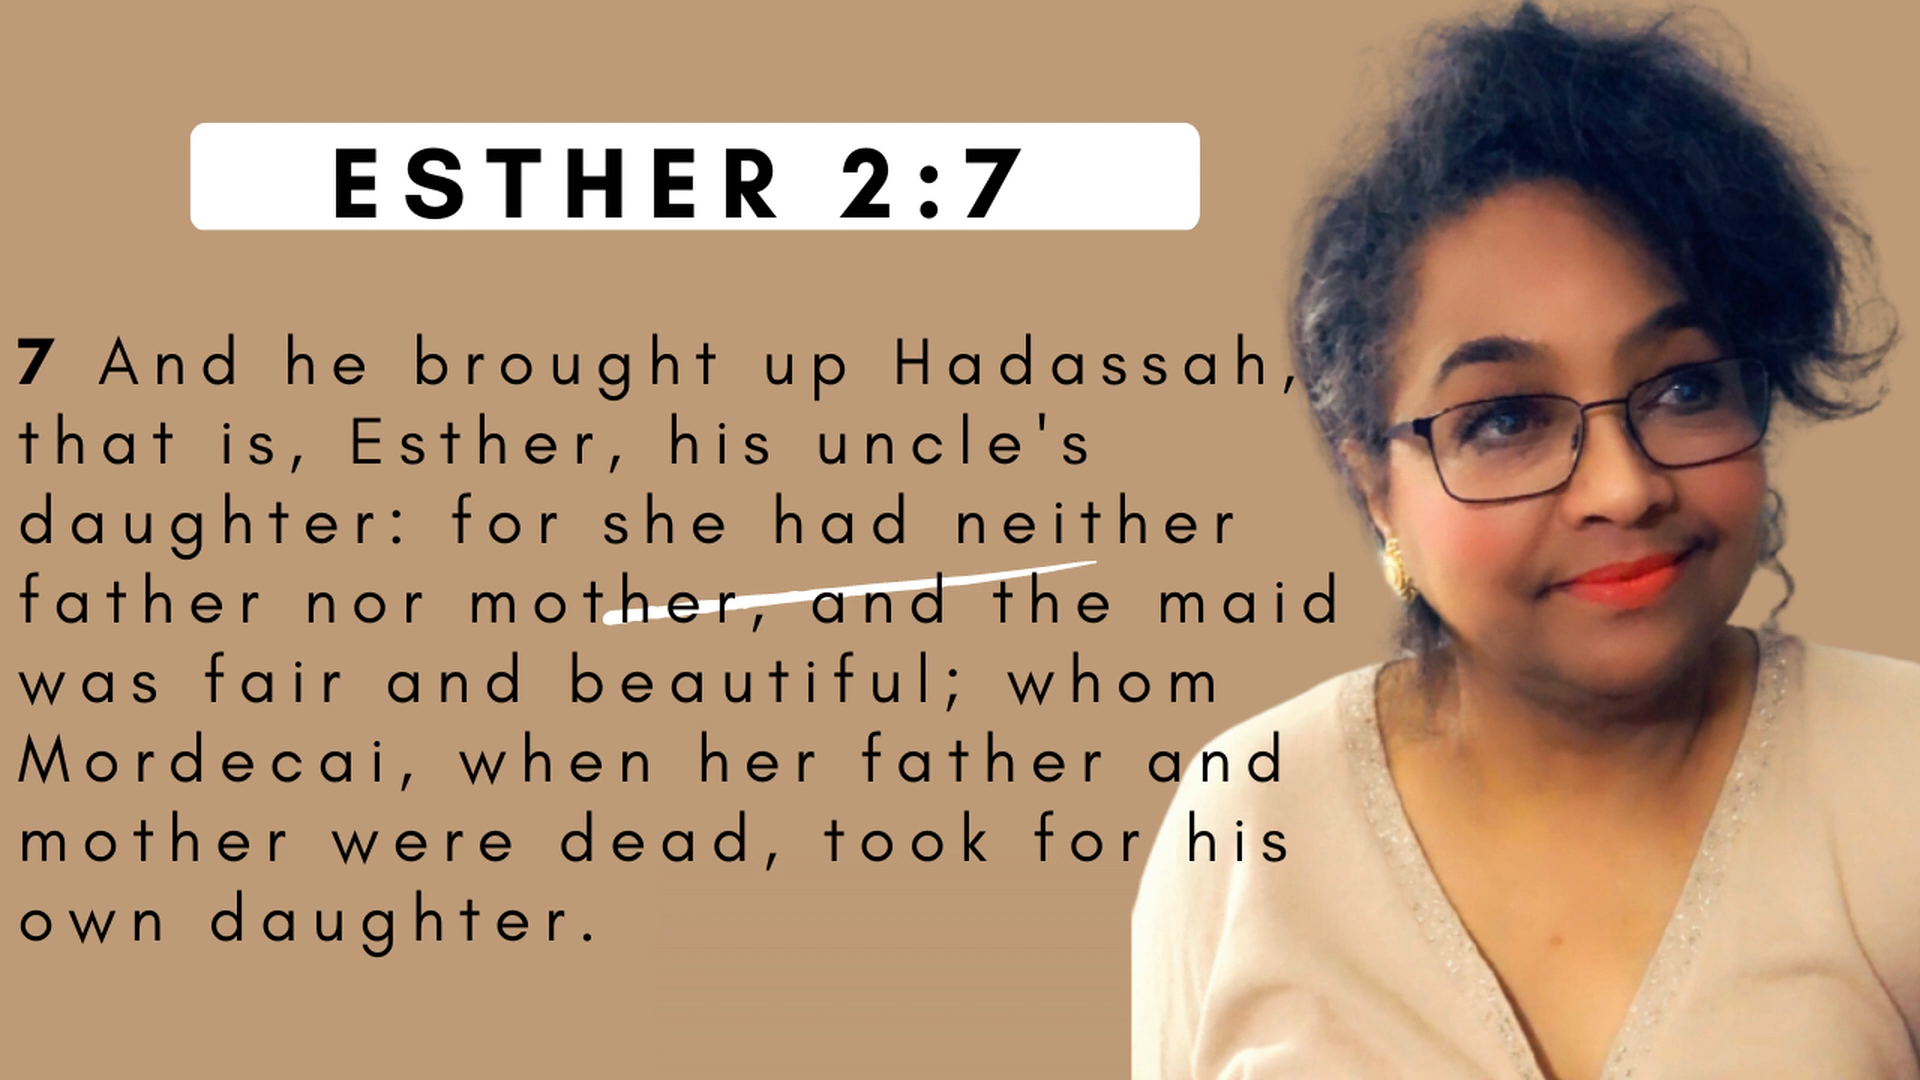 ESTHER 2:7
7 And he brought up Hadassah,
that is, Esther, his uncle's
daughter: for she had neither
father nor mother, and the maid
was fair and beautiful; whom
Mordecai, when her father and
mother were dead, took for his
own daughter.